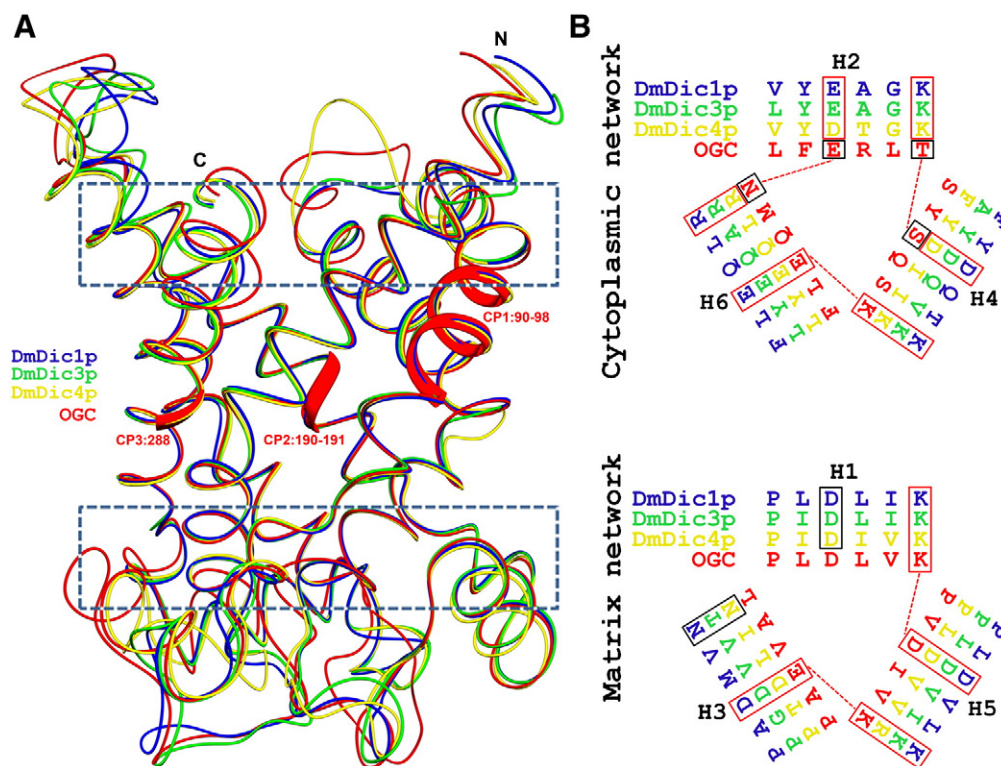 A
N
C
CP1:90-98
DmDic1p
DmDic3p
DmDic4p
OGC
CP3:288
CP2:190-191
B
Cytoplasmic network
H2
DmDic1p V Y E A G K
DmDic3p L Y E A G K
DmDic4p V Y D T G K
OGC L F E R L T
R R R N
Q Q Q Q
E E E E
H6
S D D D
K K K K
H4
Matrix network
H1
DmDic1p P L D L I K
DmDic3p P I D L I K
DmDic4p P I D I V K
OGC P L D L V K
N T N L
D D D E
P P P P
H3
P P P P
D D D D
K R K K
H5